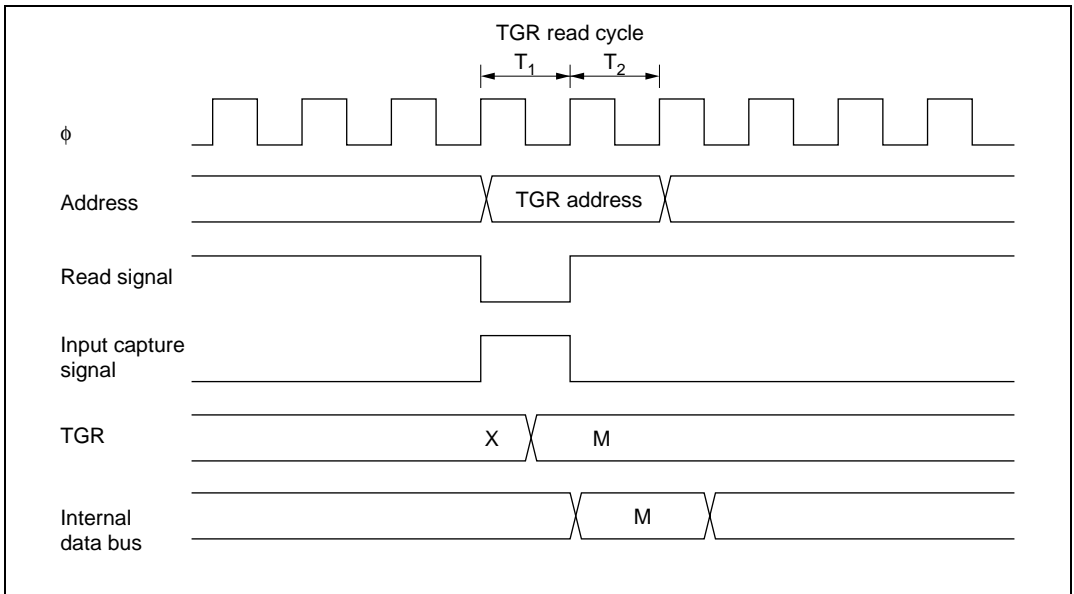 TGR read cycle
T1 T2
φ
Address
TGR address
Read signal
Input capture
signal
TGR
X M
Internal
data bus
M